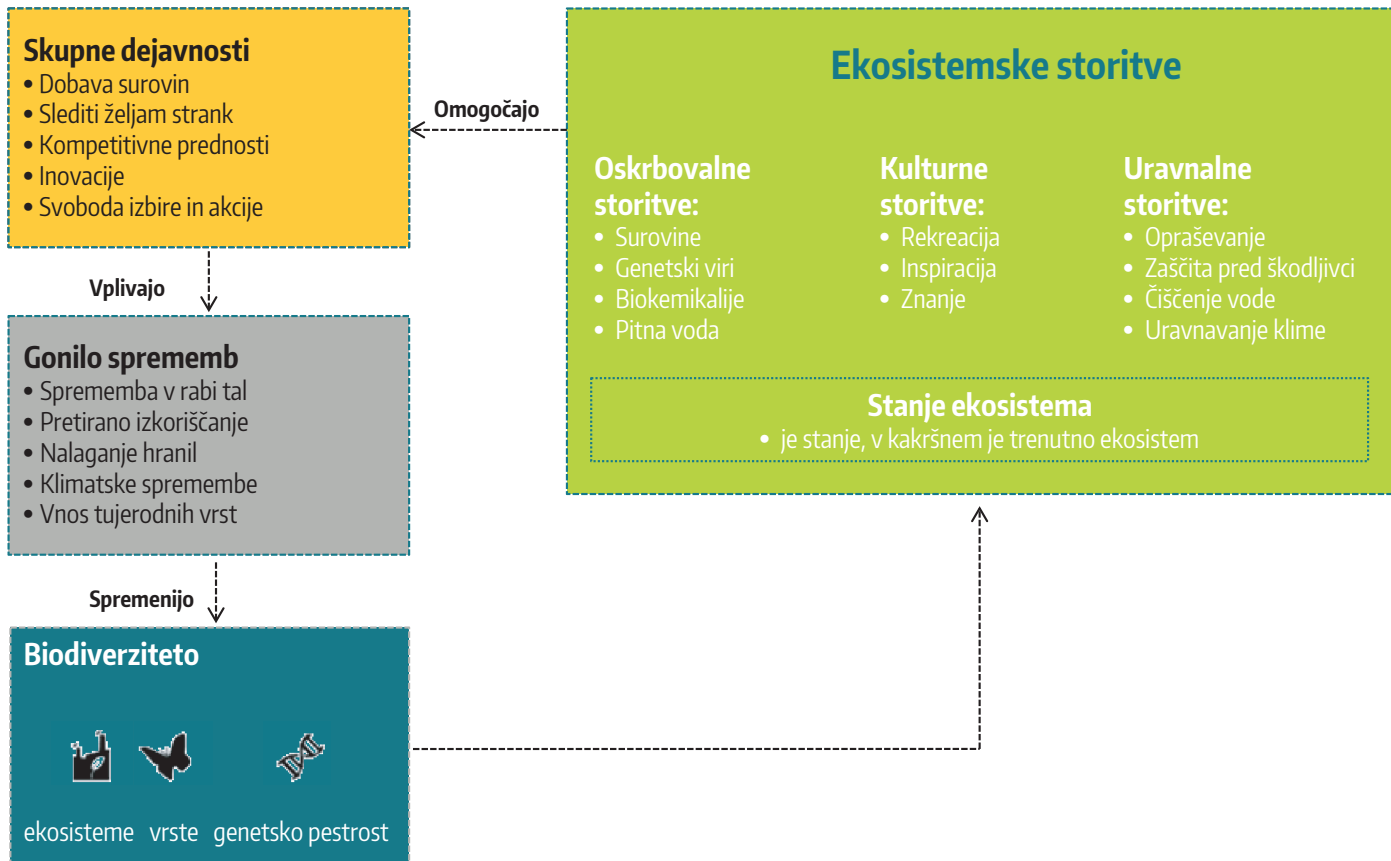 Skupne dejavnosti
• Dobava surovin
• Slediti željam strank
• Kompetitivne prednosti
• Inovacije
• Svoboda izbire in akcije
Vplivajo
Gonilo sprememb
• Sprememba v rabi tal
• Pretirano izkoriščanje
• Nalaganje hranil
• Klimatske spremembe
• Vnos tujerodnih vrst
Spremenijo
Biodiverziteto
ekosisteme vrste genetsko pestrost
Omogočajo
Ekosistemske storitve
Oskrbovalne
storitve:
• Surovine
• Genetski viri
• Biokemikalije
• Pitna voda
Kulturne
storitve:
• Rekreacija
• Inspiracija
• Znanje
Uravnalne
storitve:
• Opraševanje
• Zaščita pred škodljivci
• Čiščenje vode
• Uravnavanje klime
Stanje ekosistema
• je stanje, v kakršnem je trenutno ekosistem